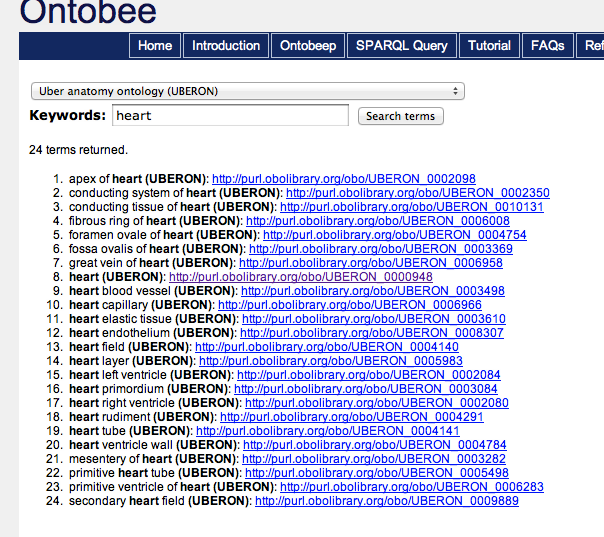 Ontobee
Home Introduction Ontobeep SPARQL Query Tutorial FAQs Ref
Uber anatomy ontology (UBERON)
Keywords: heart Search terms
24 terms returned.
1. apex of heart (UBERON): http://purl.obolibrary.org/obo/UBERON_0002098
2. conducting system of heart (UBERON): http://purl.obolibrary.org/obo/UBERON_0002350
3. conducting tissue of heart (UBERON): http://purl.obolibrary.org/obo/UBERON_0010131
4. fibrous ring of heart (UBERON): http://purl.obolibrary.org/obo/UBERON_0006008
5. foramen ovale of heart (UBERON): http://purl.obolibrary.org/obo/UBERON_0004754
6. fossa ovalis of heart (UBERON): http://purl.obolibrary.org/obo/UBERON_0003369
7. great vein of heart (UBERON): http://purl.obolibrary.org/obo/UBERON_0006958
8. heart (UBERON): http://purl.obolibrary.org/obo/UBERON_0000948
9. heart blood vessel (UBERON): http://purl.obolibrary.org/obo/UBERON_0003498
10. heart capillary (UBERON): http://purl.obolibrary.org/obo/UBERON_0006966
11. heart elastic tissue (UBERON): http://purl.obolibrary.org/obo/UBERON_0003610
12. heart endothelium (UBERON): http://purl.obolibrary.org/obo/UBERON_0008307
13. heart field (UBERON): http://purl.obolibrary.org/obo/UBERON_0004140
14. heart layer (UBERON): http://purl.obolibrary.org/obo/UBERON_0005983
15. heart left ventricle (UBERON): http://purl.obolibrary.org/obo/UBERON_0002084
16. heart primordium (UBERON): http://purl.obolibrary.org/obo/UBERON_0003084
17. heart right ventricle (UBERON): http://purl.obolibrary.org/obo/UBERON_0002080
18. heart rudiment (UBERON): http://purl.obolibrary.org/obo/UBERON_0004291
19. heart tube (UBERON): http://purl.obolibrary.org/obo/UBERON_0004141
20. heart ventricle wall (UBERON): http://purl.obolibrary.org/obo/UBERON_0004784
21. mesentery of heart (UBERON): http://purl.obolibrary.org/obo/UBERON_0003282
22. primitive heart tube (UBERON): http://purl.obolibrary.org/obo/UBERON_0005498
23. primitive ventricle of heart (UBERON): http://purl.obolibrary.org/obo/UBERON_0006283
24. secondary heart field (UBERON): http://purl.obolibrary.org/obo/UBERON_0009889